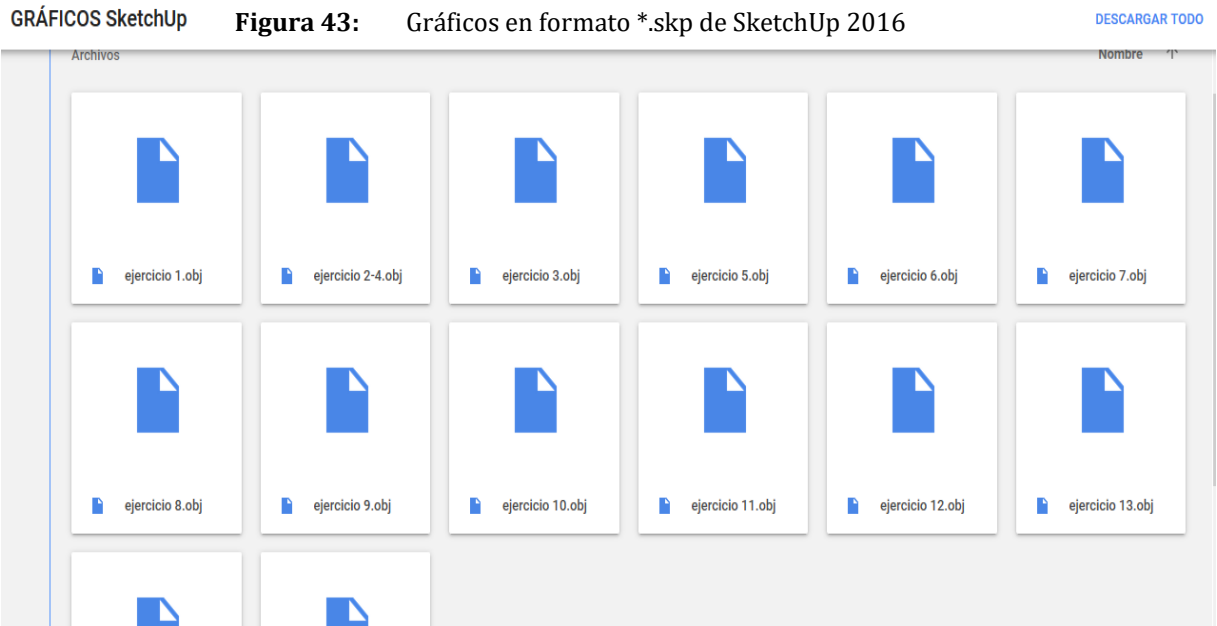 GRÁFICOS SketchUp Figura 43: Gráficos en formato *.skp de SketchUp 2016 DESCARGAR TODO
Archivos Nombre ↑
ejercicio 1.obj ejercicio 2-4.obj ejercicio 3.obj ejercicio 5.obj ejercicio 6.obj ejercicio 7.obj
ejercicio 8.obj ejercicio 9.obj ejercicio 10.obj ejercicio 11.obj ejercicio 12.obj ejercicio 13.obj